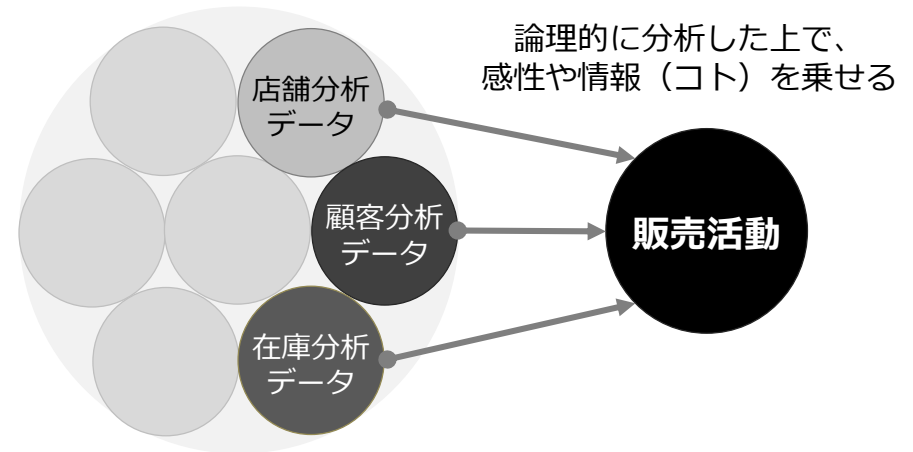 論理的に分析した上で、
感性や情報（コト）を乗せる
店舗分析
データ
顧客分析
データ
販売活動
在庫分析
データ